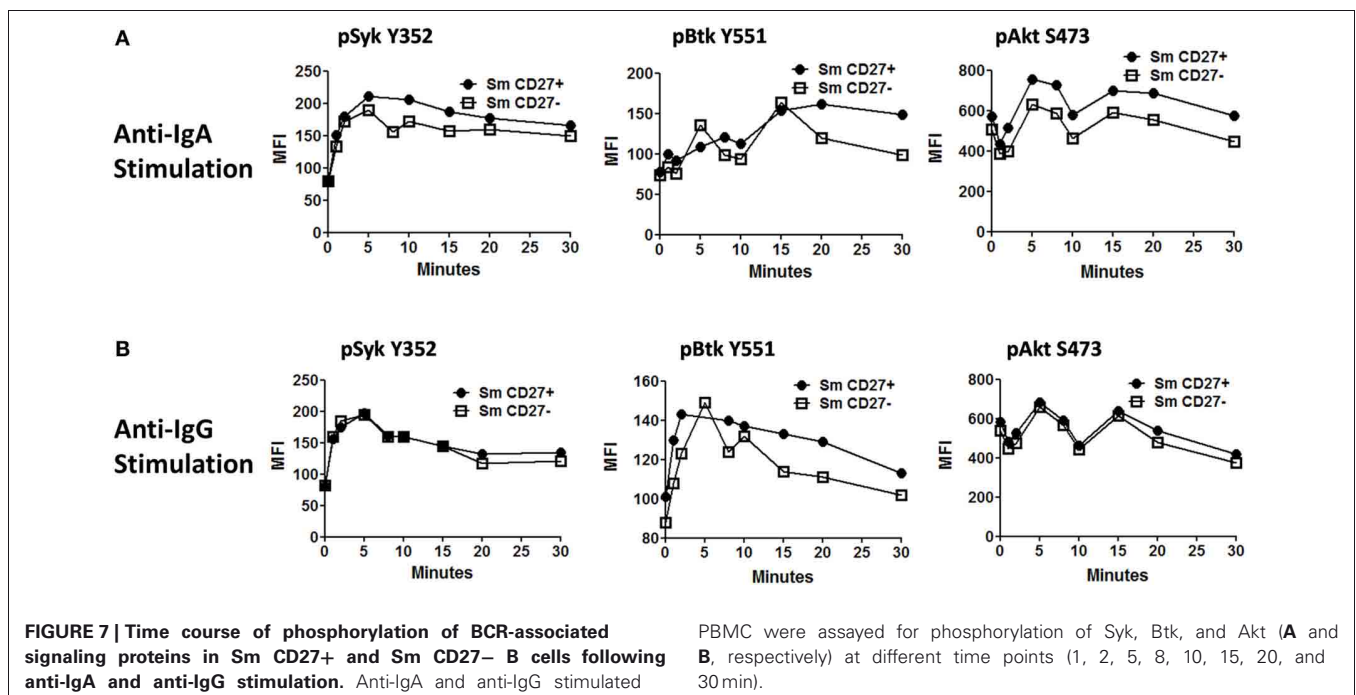 A
Anti-IgA
Stimulation
pSyk Y352
Sm CD27+
Sm CD27-
MFI
250
200
150
100
50
0
0 5 10 15 20 25 30
Minutes
pBtk Y551
Sm CD27+
Sm CD27-
MFI
200
150
100
50
0
0 5 10 15 20 25 30
Minutes
pAkt S473
Sm CD27+
Sm CD27-
MFI
800
600
400
200
0
0 5 10 15 20 25 30
Minutes
B
Anti-IgG
Stimulation
pSyk Y352
Sm CD27+
Sm CD27-
MFI
250
200
150
100
50
0
0 5 10 15 20 25 30
Minutes
pBtk Y551
Sm CD27+
Sm CD27-
MFI
160
140
120
100
80
0 5 10 15 20 25 30
Minutes
pAkt S473
Sm CD27+
Sm CD27-
MFI
800
600
400
200
0
0 5 10 15 20 25 30
Minutes
FIGURE 7 | Time course of phosphorylation of BCR-associated
signaling proteins in Sm CD27+ and Sm CD27− B cells following
anti-IgA and anti-IgG stimulation. Anti-IgA and anti-IgG stimulated
PBMC were assayed for phosphorylation of Syk, Btk, and Akt (A and
B, respectively) at different time points (1, 2, 5, 8, 10, 15, 20, and
30 min).